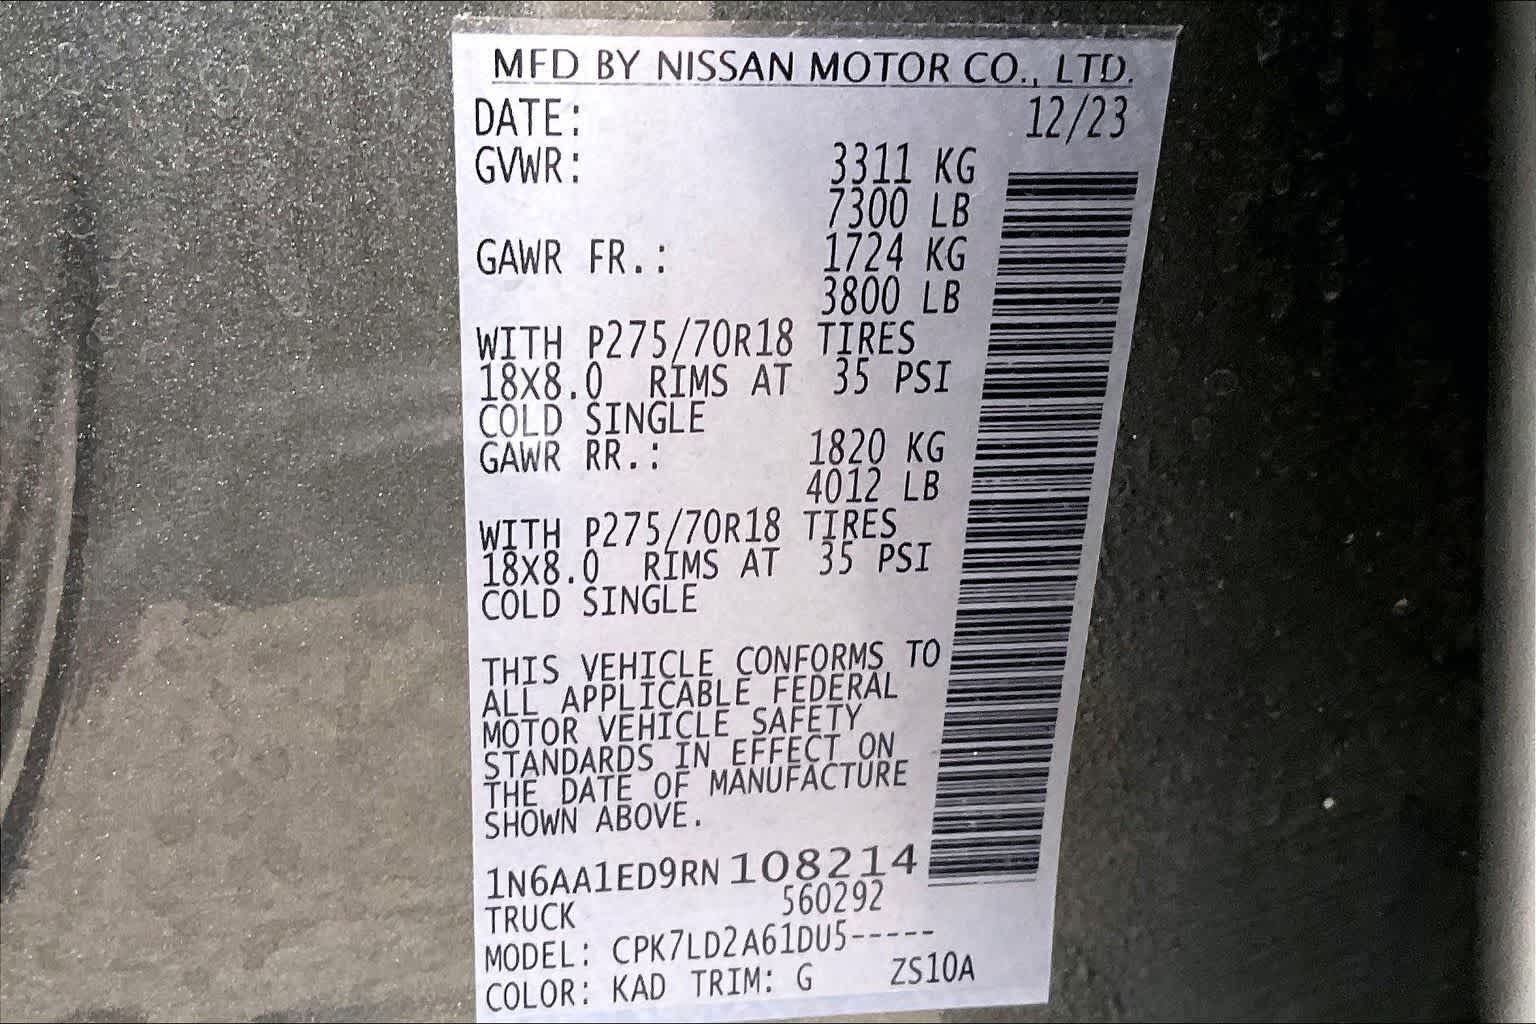 MFD BY NISSAN MOTOR CO., LTD.
DATE: 12/23
GVWR: 3311 KG
7300 LB
GAWR FR.: 1724 KG
3800 LB
WITH P275/70R18 TIRES
18X8.0 RIMS AT 35 PSI
COLD SINGLE
GAWR RR.: 1820 KG
4012 LB
WITH P275/70R18 TIRES
18X8.0 RIMS AT 35 PSI
COLD SINGLE
THIS VEHICLE CONFORMS TO
ALL APPLICABLE FEDERAL
MOTOR VEHICLE SAFETY
STANDARDS IN EFFECT ON
THE DATE OF MANUFACTURE
SHOWN ABOVE.
1N6AA1ED9RN108214
TRUCK 560292
MODEL: CPK7LD2A61DU5-----
COLOR: KAD TRIM: G ZS10A